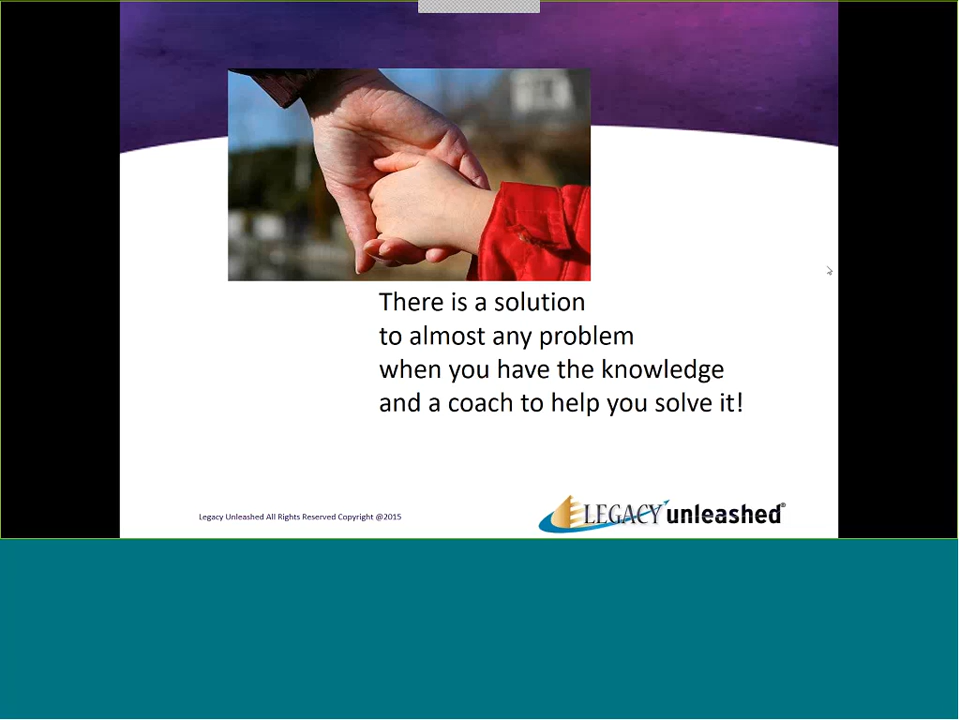 There is a solution
to almost any problem
when you have the knowledge
and a coach to help you solve it!
Legacy Unleashed All Rights Reserved Copyright @2015
LEGACY unleashed®